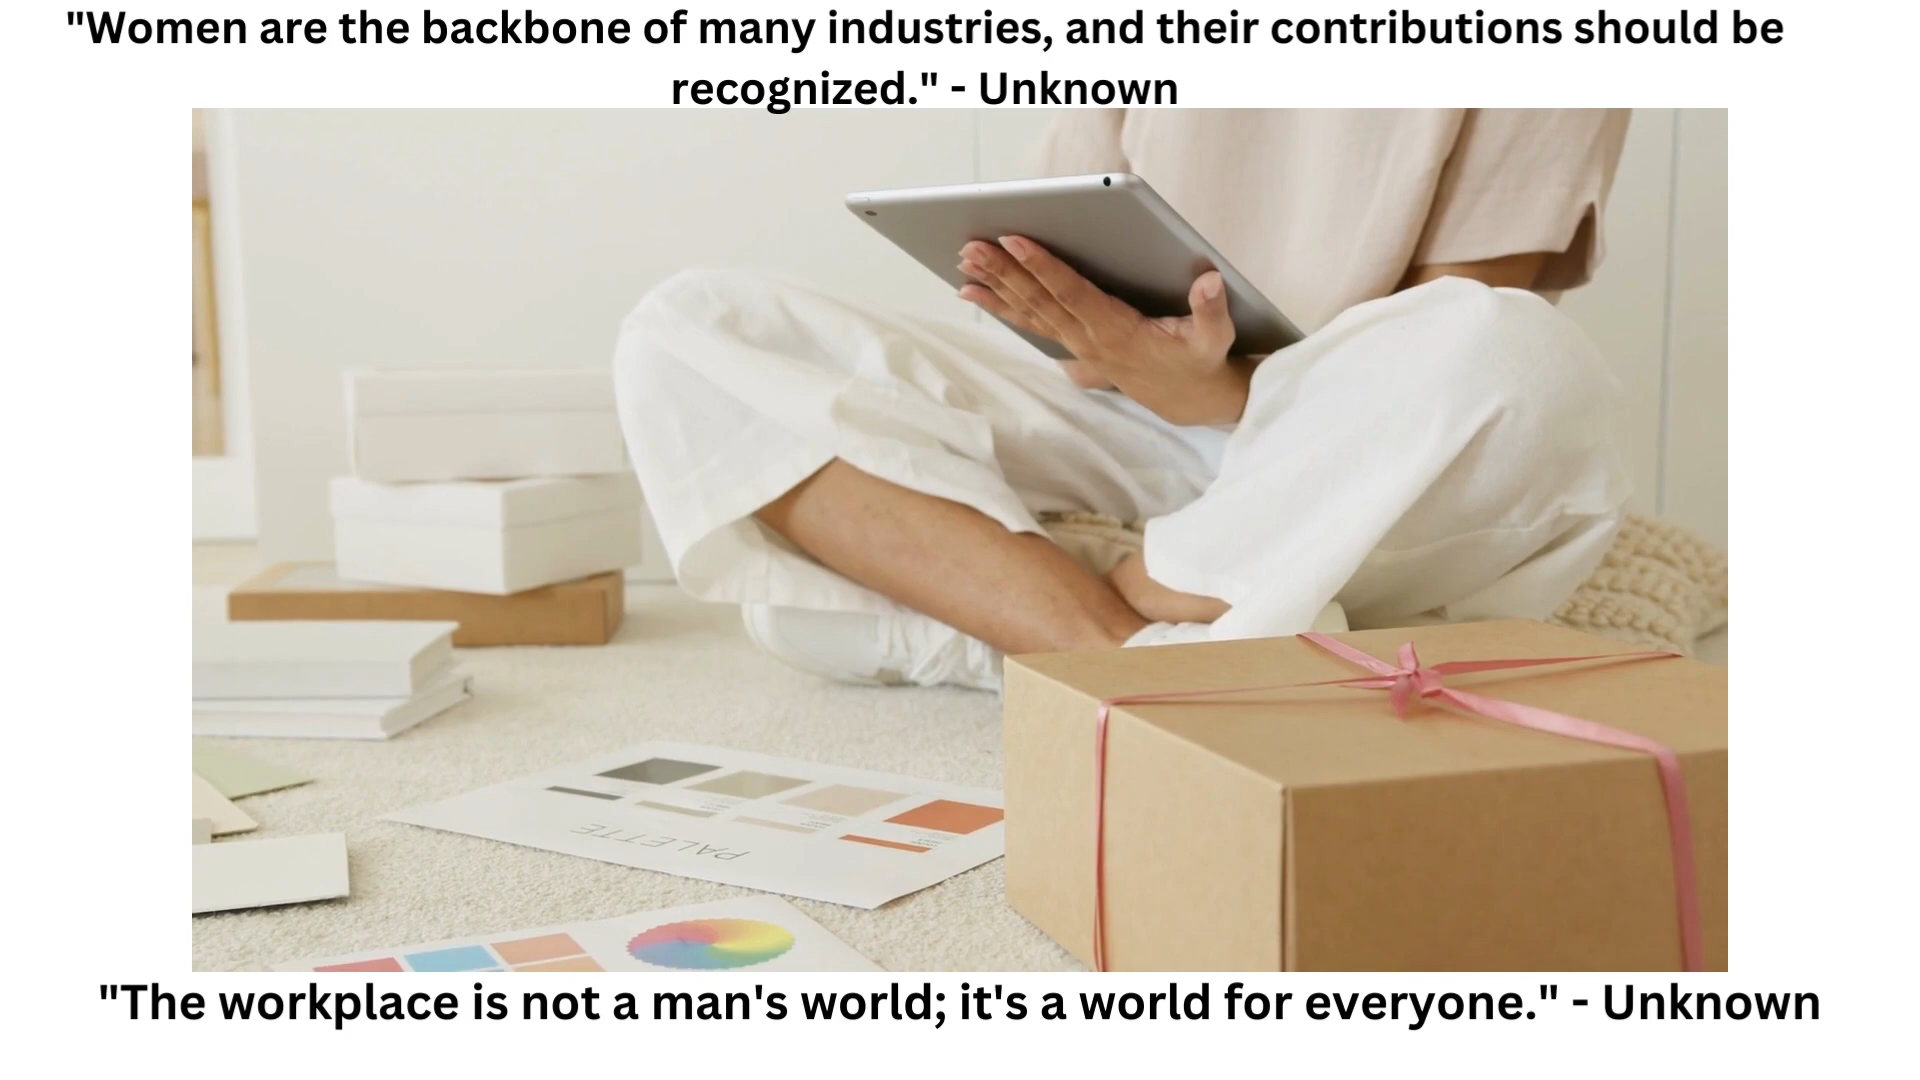 "Women are the backbone of many industries, and their contributions should be
recognized." - Unknown
PALETTE
"The workplace is not a man's world; it's a world for everyone." - Unknown